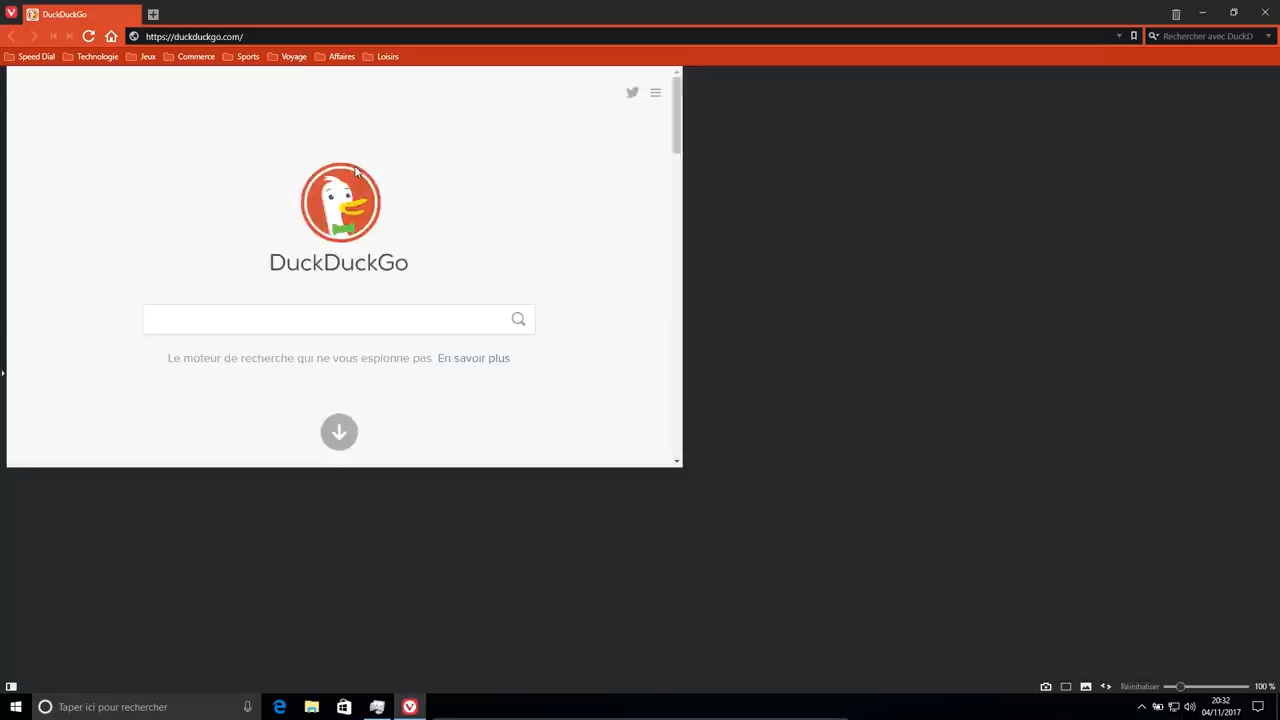 DuckDuckGo
https://duckduckgo.com/
Rechercher avec DuckD
Speed Dial Technologie Jeux Commerce Sports Voyage Affaires Loisirs
DuckDuckGo
Le moteur de recherche qui ne vous espionne pas En savoir plus
Réinitialiser 100 %
Taper ici pour rechercher
20:32
04/11/2017